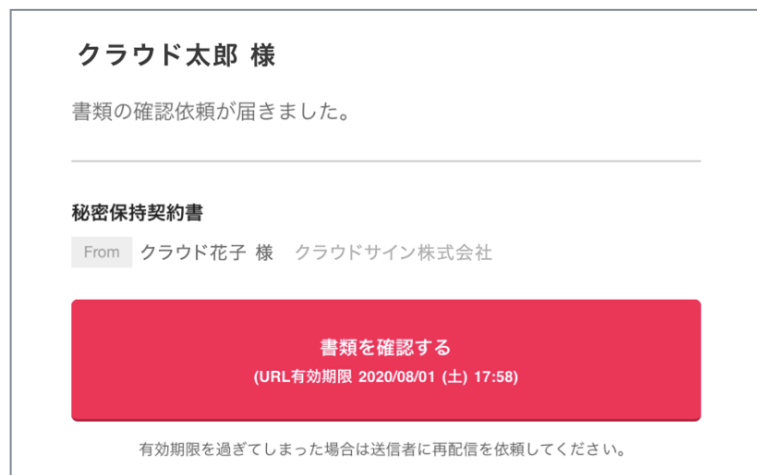 クラウド太郎 様
書類の確認依頼が届きました。
秘密保持契約書
From クラウド花子 様 クラウドサイン株式会社
書類を確認する
(URL有効期限 2020/08/01 (土) 17:58)
有効期限を過ぎてしまった場合は送信者に再配信を依頼してください。